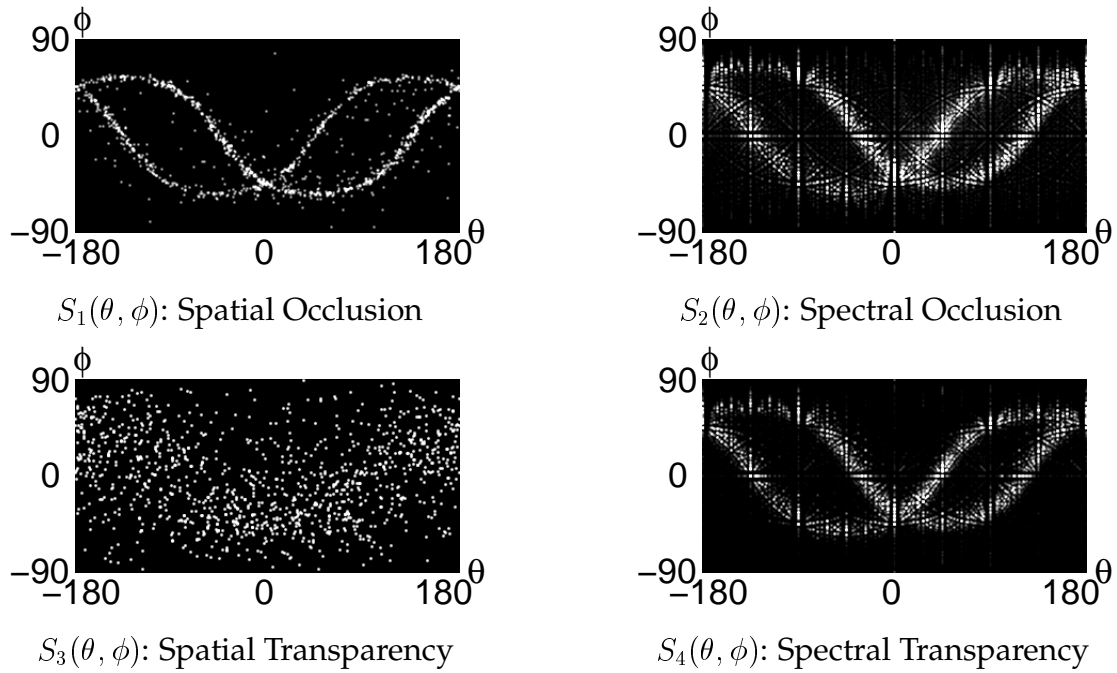 ϕ ϕ
90 90
0 0
−90 −90
−180 0 180 θ −180 0 180 θ
S₁(θ, ϕ): Spatial Occlusion S₂(θ, ϕ): Spectral Occlusion
ϕ ϕ
90 90
0 0
−90 −90
−180 0 180 θ −180 0 180 θ
S₃(θ, ϕ): Spatial Transparency S₄(θ, ϕ): Spectral Transparency